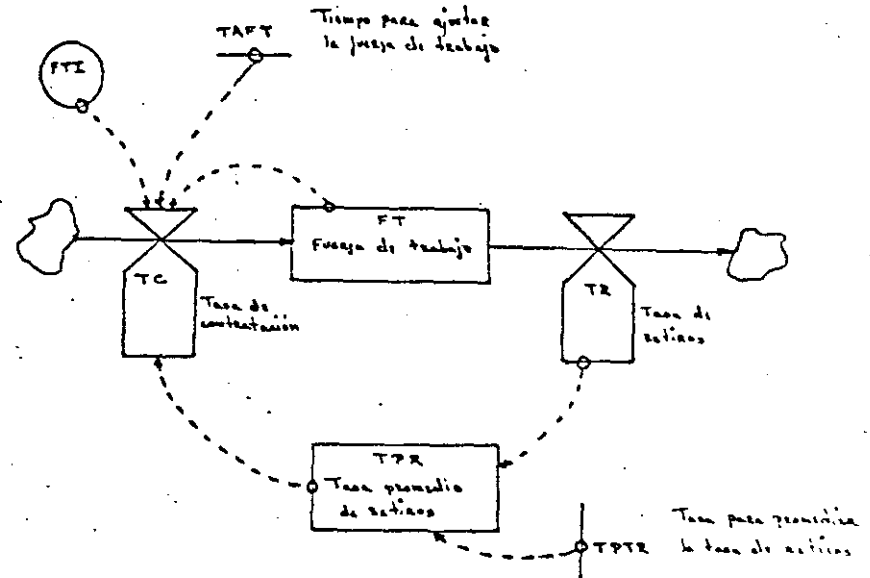 TAFT
Tiempo para ajustar
la fuerza de trabajo
FTI
FT
Fuerza de trabajo
TC
Tasa de
contratación
TR
Tasa de
retiros
TPR
Tasa promedio
de retiros
TPTR
Tasa para promediar
la tasa de retiros